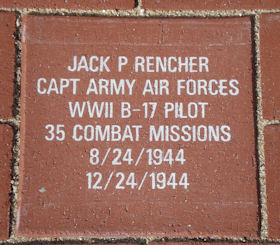 JACK P RENCHER
CAPT ARMY AIR FORCES
WWII B-17 PILOT
35 COMBAT MISSIONS
8/24/1944
12/24/1944